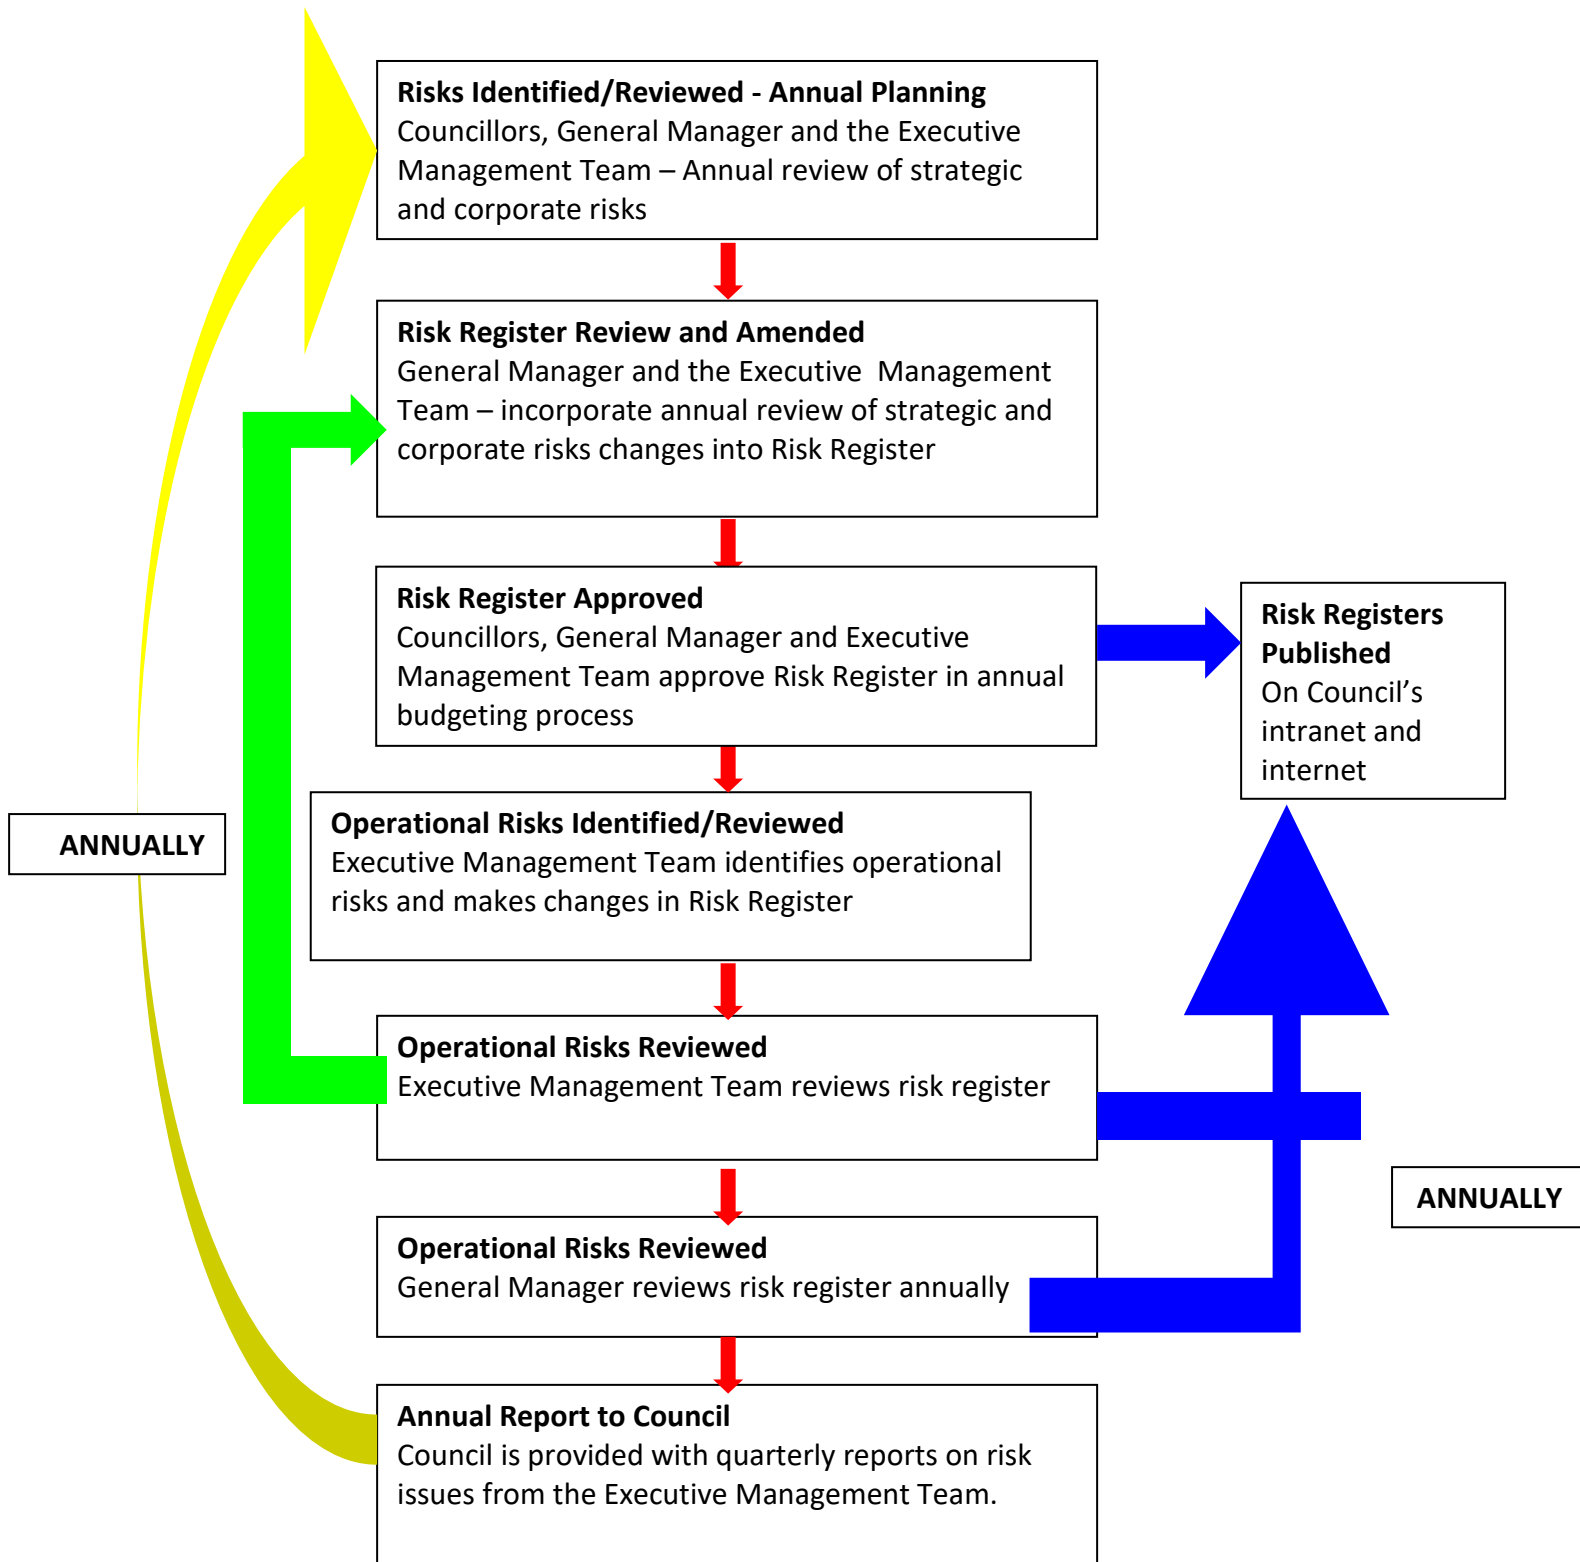 Risks Identified/Reviewed - Annual Planning
Councillors, General Manager and the Executive
Management Team – Annual review of strategic
and corporate risks
Risk Register Review and Amended
General Manager and the Executive  Management
Team – incorporate annual review of strategic and
corporate risks changes into Risk Register
Risk Register Approved
Councillors, General Manager and Executive
Management Team approve Risk Register in annual
budgeting process
Risk Registers
Published
On Council’s
intranet and
internet
ANNUALLY
Operational Risks Identified/Reviewed
Executive Management Team identifies operational
risks and makes changes in Risk Register
Operational Risks Reviewed
Executive Management Team reviews risk register
ANNUALLY
Operational Risks Reviewed
General Manager reviews risk register annually
Annual Report to Council
Council is provided with quarterly reports on risk
issues from the Executive Management Team.